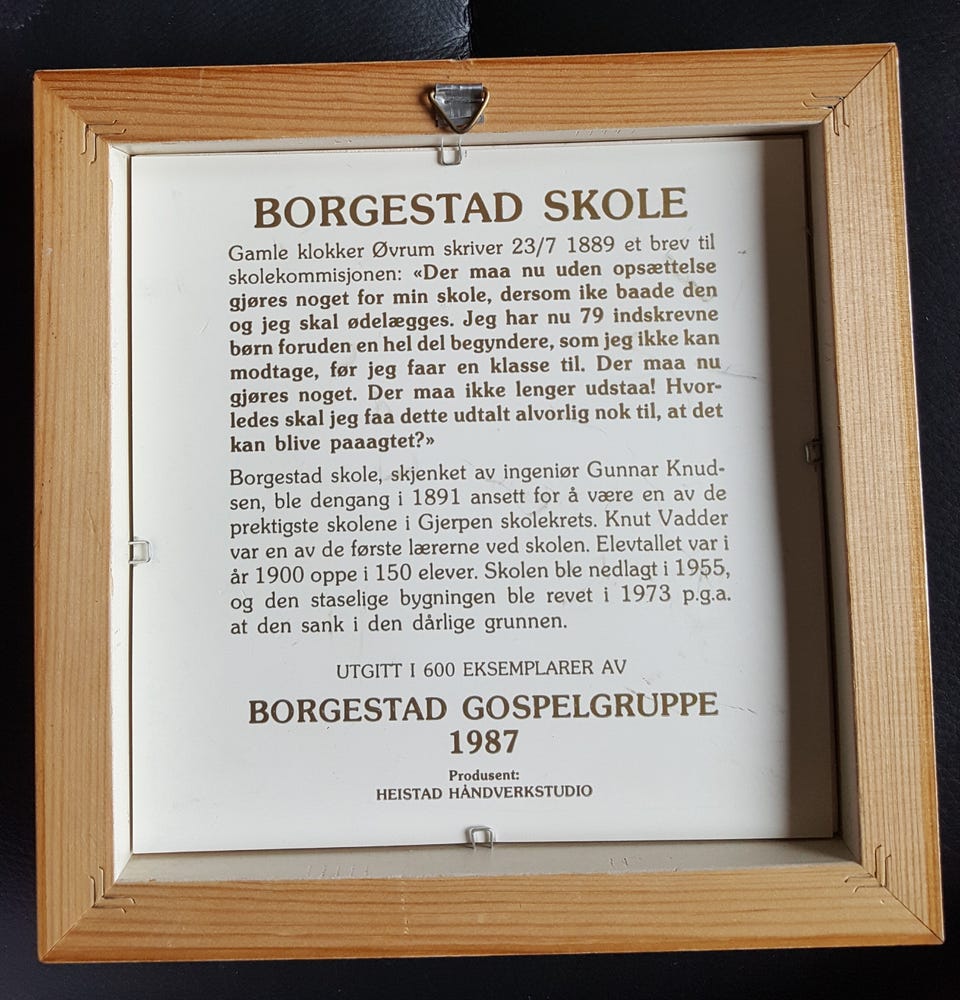 BORGESTAD SKOLE
Gamle klokker Øvrum skriver 23/7 1889 et brev til
skolekommisjonen: «Der maa nu uden opsættelse
gjøres noget for min skole, dersom ike baade den
og jeg skal ødelægges. Jeg har nu 79 indskrevne
børn foruden en hel del begyndere, som jeg ikke kan
modtage, før jeg faar en klasse til. Der maa nu
gjøres noget. Der maa ikke lenger udstaa! Hvor-
ledes skal jeg faa dette udtalt alvorlig nok til, at det
kan blive paaagtet?»
Borgestad skole, skjenket av ingeniør Gunnar Knud-
sen, ble dengang i 1891 ansett for å være en av de
prektigste skolene i Gjerpen skolekrets. Knut Vadder
var en av de første lærerne ved skolen. Elevtallet var i
år 1900 oppe i 150 elever. Skolen ble nedlagt i 1955,
og den staselige bygningen ble revet i 1973 p.g.a.
at den sank i den dårlige grunnen.
UTGITT I 600 EKSEMPLARER AV
BORGESTAD GOSPELGRUPPE
1987
Produsent:
HEISTAD HÅNDVERKSTUDIO